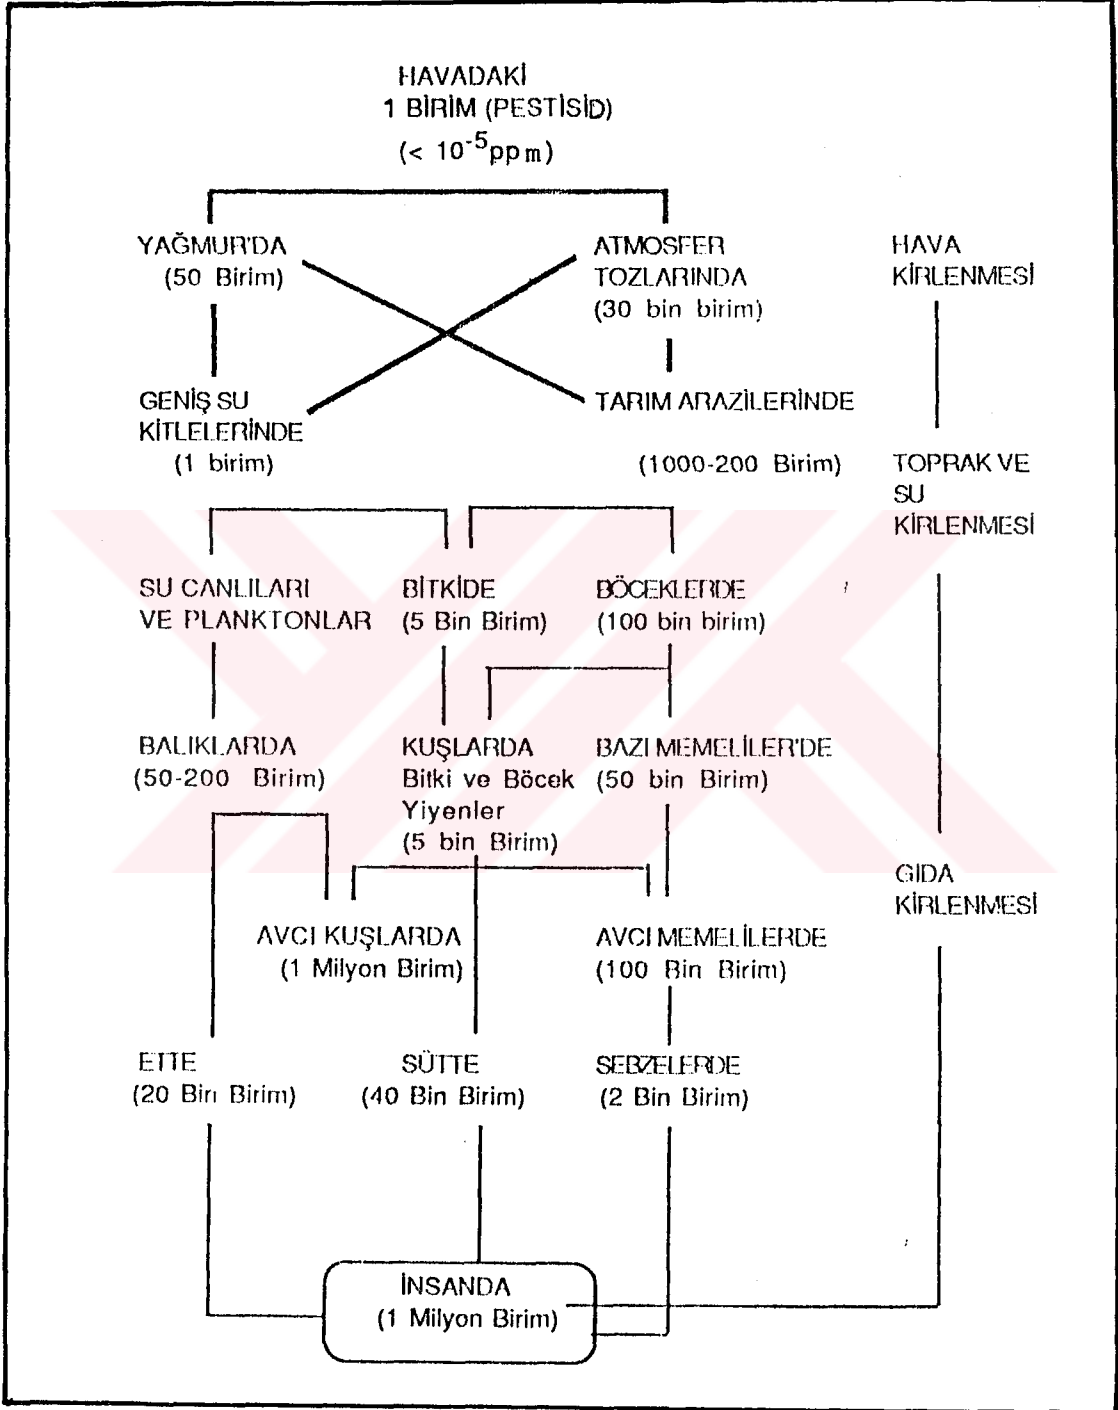 HAVADAKİ
1 BİRİM (PESTİSİD)
(< 10⁻⁵ppm)
YAĞMUR'DA
(50 Birim)
ATMOSFER
TOZLARINDA
(30 bin birim)
HAVA
KİRLENMESİ
GENİŞ SU
KİTLELERİNDE
(1 birim)
TARIM ARAZİLERİNDE
(1000-200 Birim)
TOPRAK VE
SU
KİRLENMESİ
SU CANLILARI
VE PLANKTONLAR
BİTKİDE
(5 Bin Birim)
BÖCEKLERDE
(100 bin birim)
BALIKLARDA
(50-200 Birim)
KUŞLARDA
Bitki ve Böcek
Yiyenler
(5 bin Birim)
BAZI MEMELİLER'DE
(50 bin Birim)
GIDA
KİRLENMESİ
AVCI KUŞLARDA
(1 Milyon Birim)
AVCI MEMELİLERDE
(100 Bin Birim)
ETTE
(20 Bin Birim)
SÜTTE
(40 Bin Birim)
SEBZELERDE
(2 Bin Birim)
İNSANDA
(1 Milyon Birim)